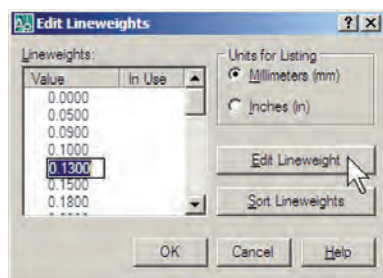 Edit Lineweights
Lineweights:
Value In Use
0.0000
0.0500
0.0900
0.1000
0.1300
0.1500
0.1800
Units for Listing
Millimeters (mm)
Inches (in)
Edit Lineweight
Sort Lineweights
OK Cancel Help